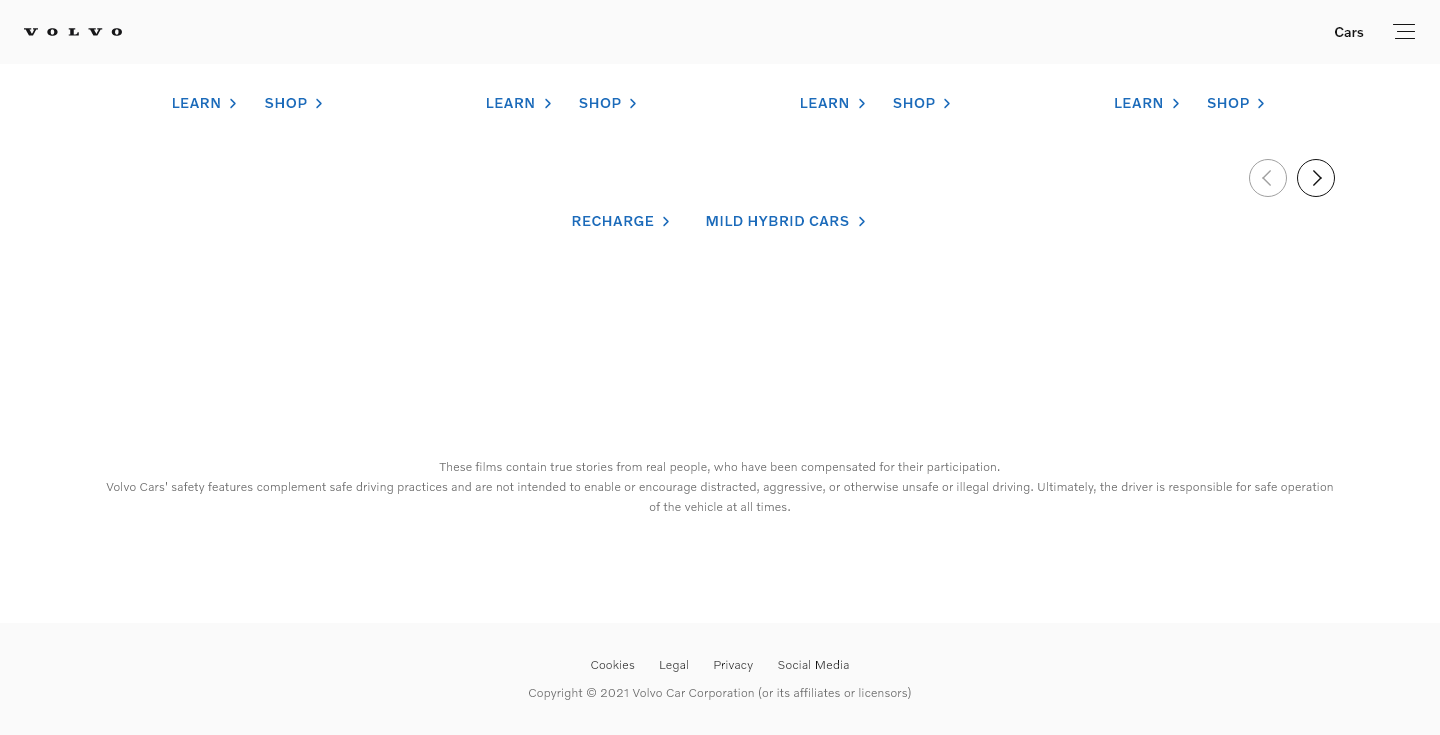 VOLVO
Cars
LEARN SHOP LEARN SHOP LEARN SHOP LEARN SHOP
RECHARGE MILD HYBRID CARS
These films contain true stories from real people, who have been compensated for their participation.
Volvo Cars' safety features complement safe driving practices and are not intended to enable or encourage distracted, aggressive, or otherwise unsafe or illegal driving. Ultimately, the driver is responsible for safe operation
of the vehicle at all times.
Cookies Legal Privacy Social Media
Copyright © 2021 Volvo Car Corporation (or its affiliates or licensors)